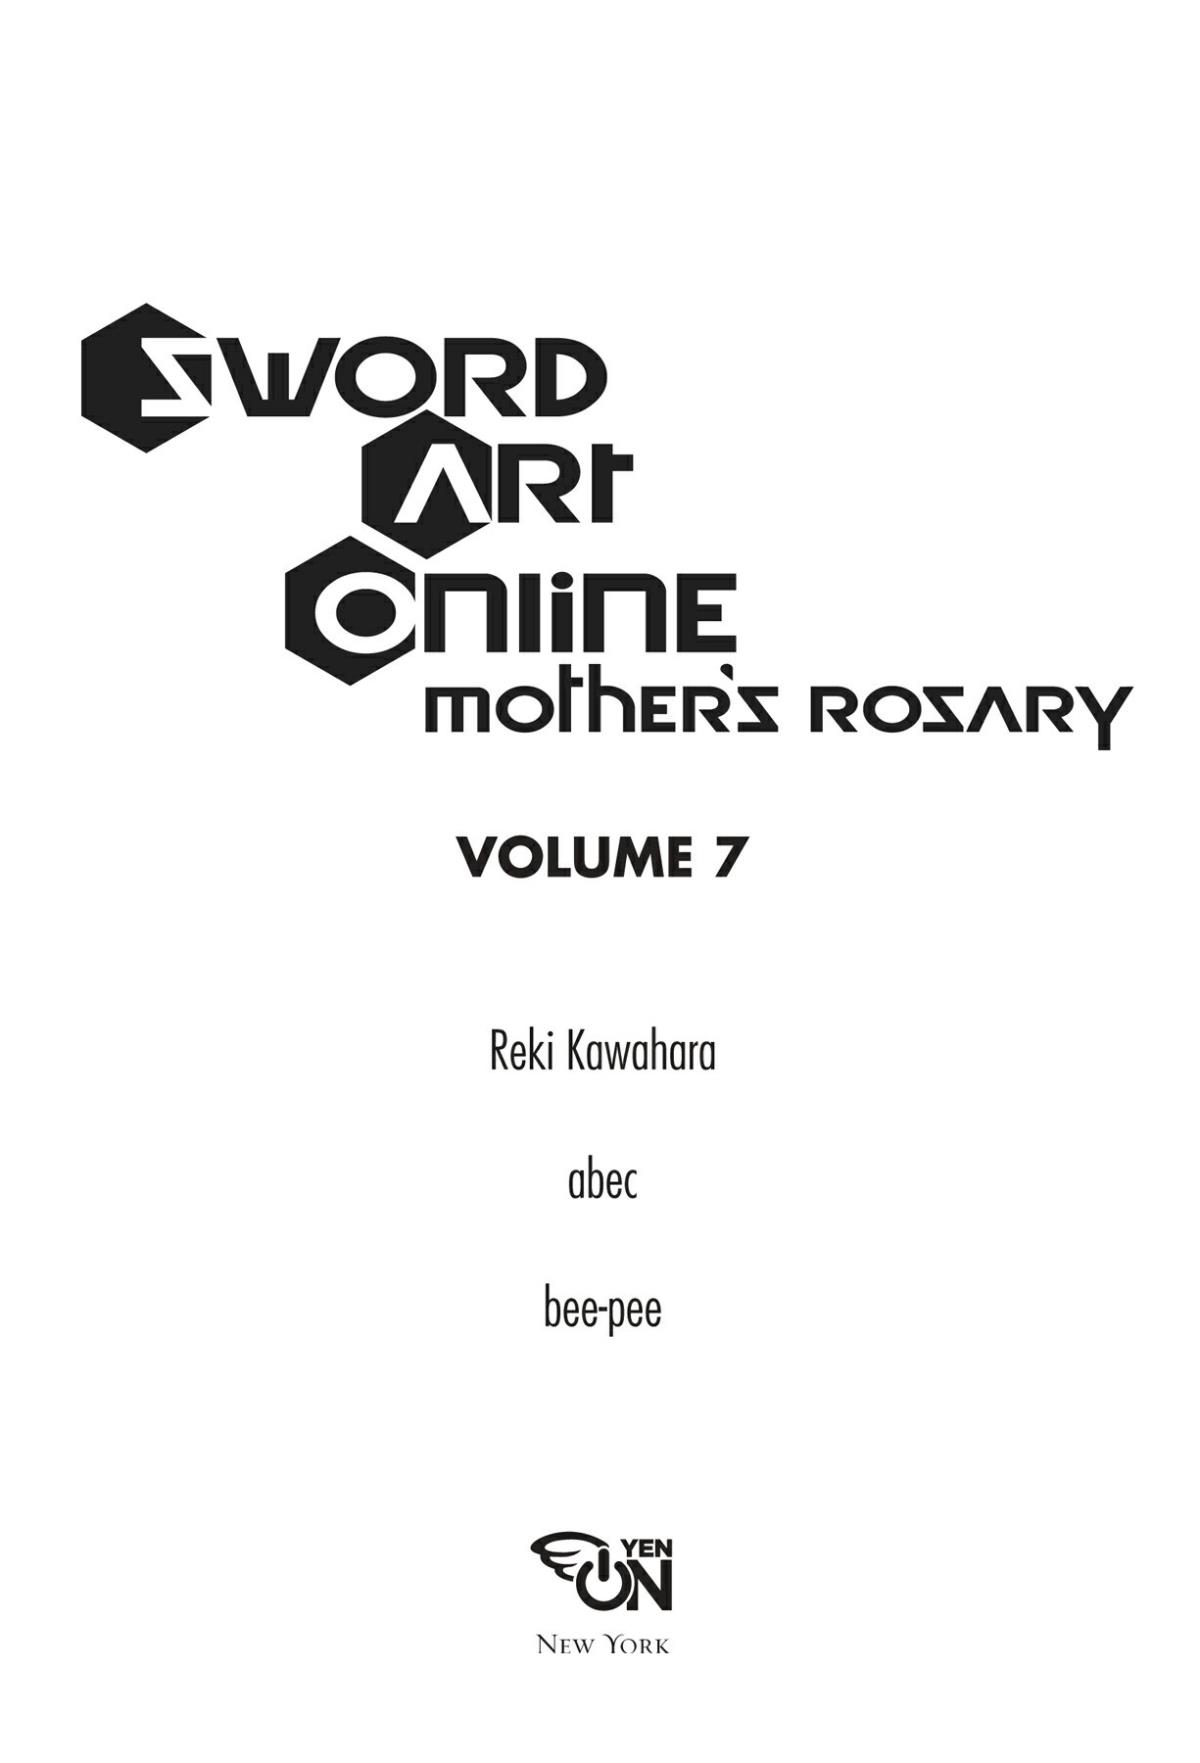 SWORD
ART
ONLINE
MOTHER'S ROSARY
VOLUME 7
Reki Kawahara
abec
bee-pee
YEN
ON
NEW YORK